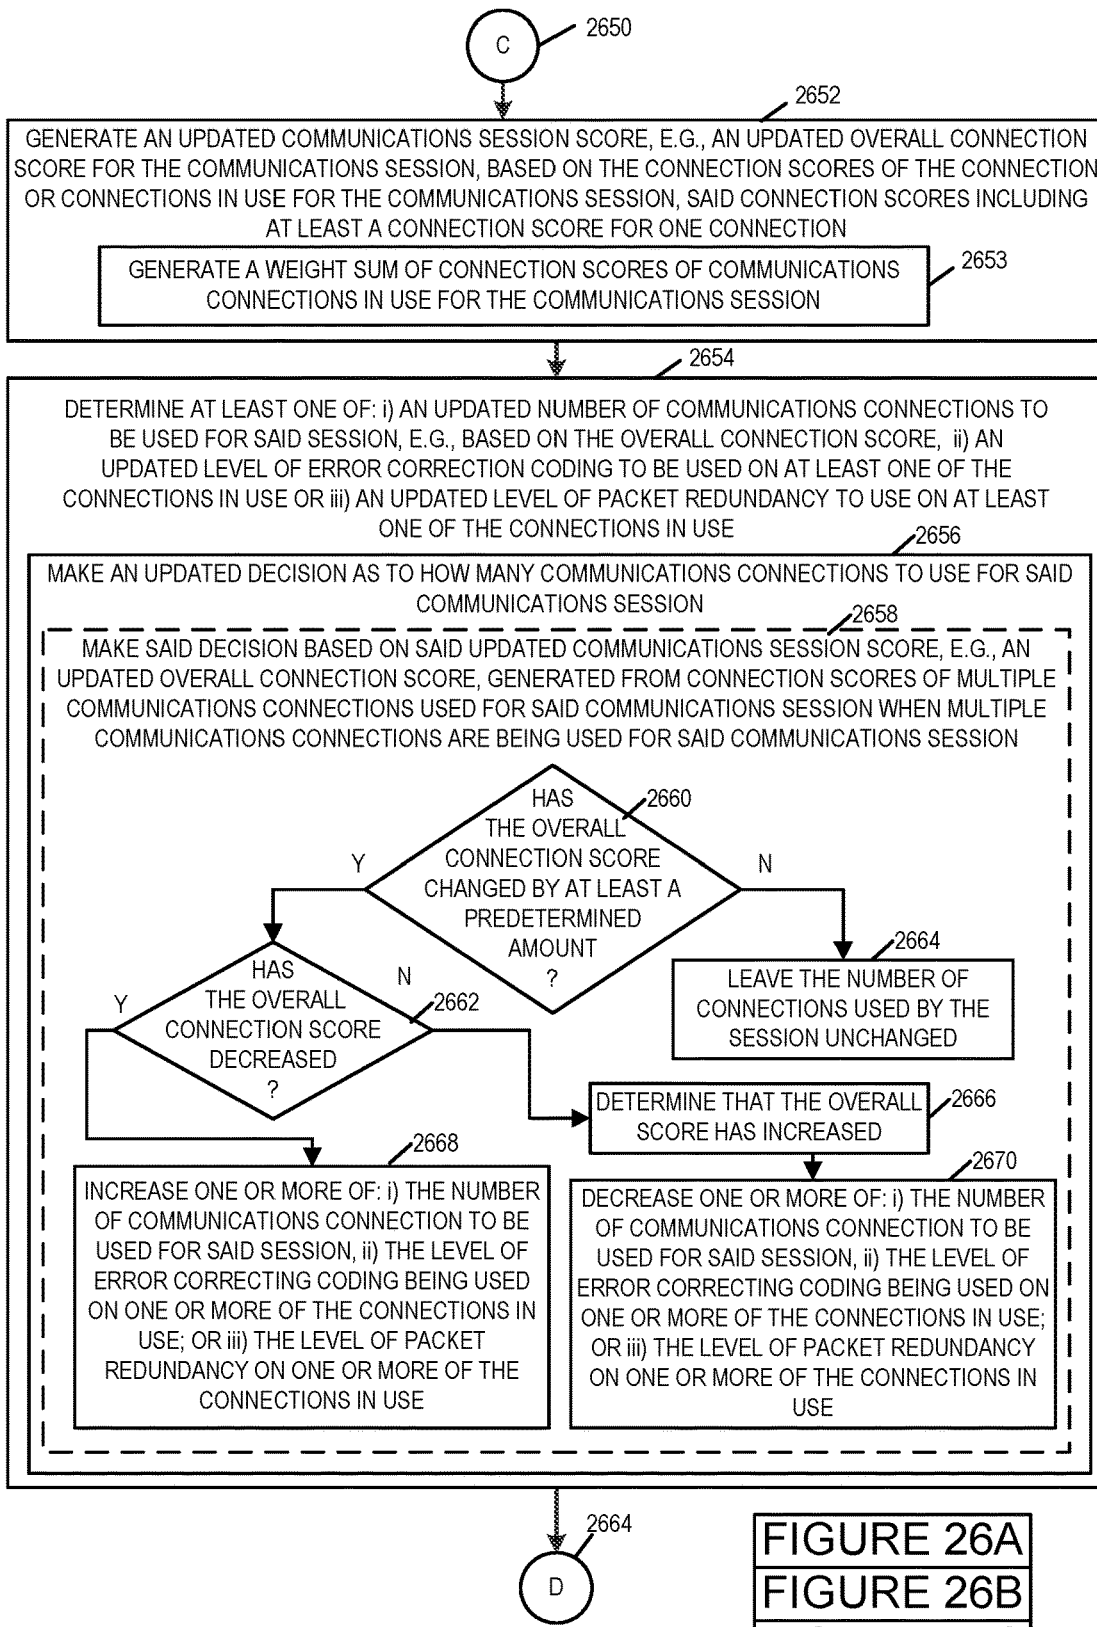 C
2650
2652
GENERATE AN UPDATED COMMUNICATIONS SESSION SCORE, E.G., AN UPDATED OVERALL CONNECTION
SCORE FOR THE COMMUNICATIONS SESSION, BASED ON THE CONNECTION SCORES OF THE CONNECTION
OR CONNECTIONS IN USE FOR THE COMMUNICATIONS SESSION, SAID CONNECTION SCORES INCLUDING
AT LEAST A CONNECTION SCORE FOR ONE CONNECTION
GENERATE A WEIGHT SUM OF CONNECTION SCORES OF COMMUNICATIONS
CONNECTIONS IN USE FOR THE COMMUNICATIONS SESSION
2653
2654
DETERMINE AT LEAST ONE OF: i) AN UPDATED NUMBER OF COMMUNICATIONS CONNECTIONS TO
BE USED FOR SAID SESSION, E.G., BASED ON THE OVERALL CONNECTION SCORE, ii) AN
UPDATED LEVEL OF ERROR CORRECTION CODING TO BE USED ON AT LEAST ONE OF THE
CONNECTIONS IN USE OR iii) AN UPDATED LEVEL OF PACKET REDUNDANCY TO USE ON AT LEAST
ONE OF THE CONNECTIONS IN USE
2656
MAKE AN UPDATED DECISION AS TO HOW MANY COMMUNICATIONS CONNECTIONS TO USE FOR SAID
COMMUNICATIONS SESSION
2658
MAKE SAID DECISION BASED ON SAID UPDATED COMMUNICATIONS SESSION SCORE, E.G., AN
UPDATED OVERALL CONNECTION SCORE, GENERATED FROM CONNECTION SCORES OF MULTIPLE
COMMUNICATIONS CONNECTIONS USED FOR SAID COMMUNICATIONS SESSION WHEN MULTIPLE
COMMUNICATIONS CONNECTIONS ARE BEING USED FOR SAID COMMUNICATIONS SESSION
HAS
THE OVERALL
CONNECTION SCORE
CHANGED BY AT LEAST A
PREDETERMINED
AMOUNT
?
2660
Y
N
2664
LEAVE THE NUMBER OF
CONNECTIONS USED BY THE
SESSION UNCHANGED
HAS
THE OVERALL
CONNECTION SCORE
DECREASED
?
2662
Y
N
DETERMINE THAT THE OVERALL
SCORE HAS INCREASED
2666
2668
INCREASE ONE OR MORE OF: i) THE NUMBER
OF COMMUNICATIONS CONNECTION TO BE
USED FOR SAID SESSION, ii) THE LEVEL OF
ERROR CORRECTING CODING BEING USED
ON ONE OR MORE OF THE CONNECTIONS IN
USE; OR iii) THE LEVEL OF PACKET
REDUNDANCY ON ONE OR MORE OF THE
CONNECTIONS IN USE
2670
DECREASE ONE OR MORE OF: i) THE NUMBER
OF COMMUNICATIONS CONNECTION TO BE
USED FOR SAID SESSION, ii) THE LEVEL OF
ERROR CORRECTING CODING BEING USED ON
ONE OR MORE OF THE CONNECTIONS IN USE;
OR iii) THE LEVEL OF PACKET REDUNDANCY
ON ONE OR MORE OF THE CONNECTIONS IN
USE
2664
D
FIGURE 26A
FIGURE 26B